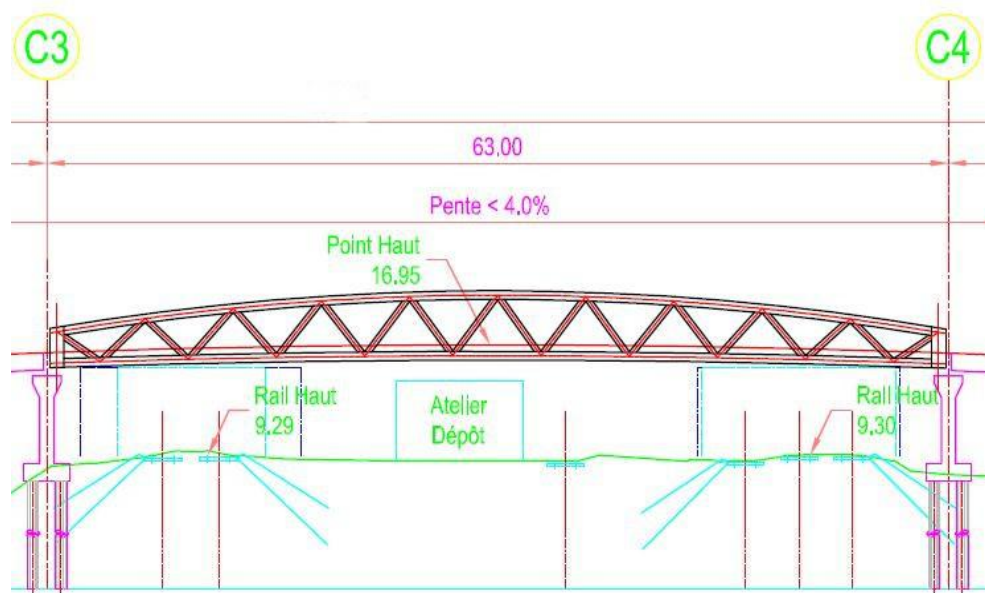 C3
C4
63.00
Pente < 4.0%
Point Haut
16.95
Rail Haut
9.29
Atelier
Dépôt
Rail Haut
9.30